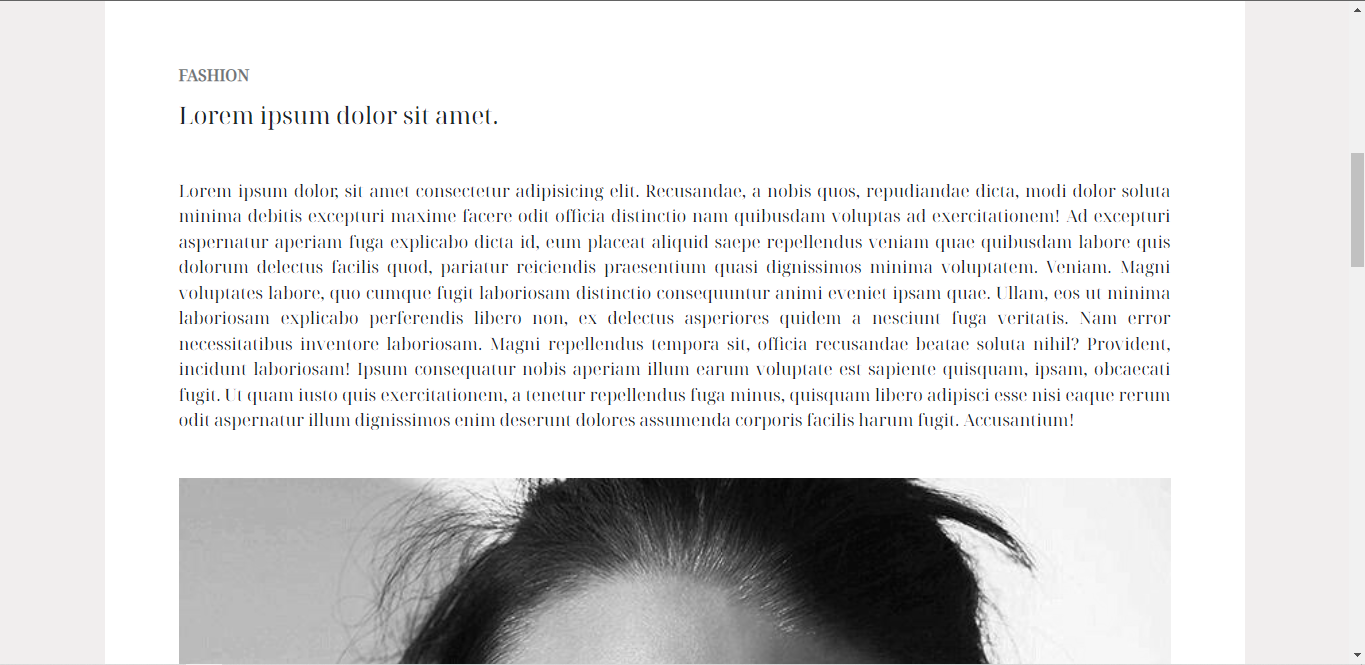 FASHION
Lorem ipsum dolor sit amet.
Lorem ipsum dolor, sit amet consectetur adipisicing elit. Recusandae, a nobis quos, repudiandae dicta, modi dolor soluta
minima debitis excepturi maxime facere odit officia distinctio nam quibusdam voluptas ad exercitationem! Ad excepturi
aspernatur aperiam fuga explicabo dicta id, eum placeat aliquid saepe repellendus veniam quae quibusdam labore quis
dolorum delectus facilis quod, pariatur reiciendis praesentium quasi dignissimos minima voluptatem. Veniam. Magni
voluptates labore, quo cumque fugit laboriosam distinctio consequuntur animi eveniet ipsam quae. Ullam, eos ut minima
laboriosam explicabo perferendis libero non, ex delectus asperiores quidem a nesciunt fuga veritatis. Nam error
necessitatibus inventore laboriosam. Magni repellendus tempora sit, officia recusandae beatae soluta nihil? Provident,
incidunt laboriosam! Ipsum consequatur nobis aperiam illum earum voluptate est sapiente quisquam, ipsam, obcaecati
fugit. Ut quam iusto quis exercitationem, a tenetur repellendus fuga minus, quisquam libero adipisci esse nisi eaque rerum
odit aspernatur illum dignissimos enim deserunt dolores assumenda corporis facilis harum fugit. Accusantium!